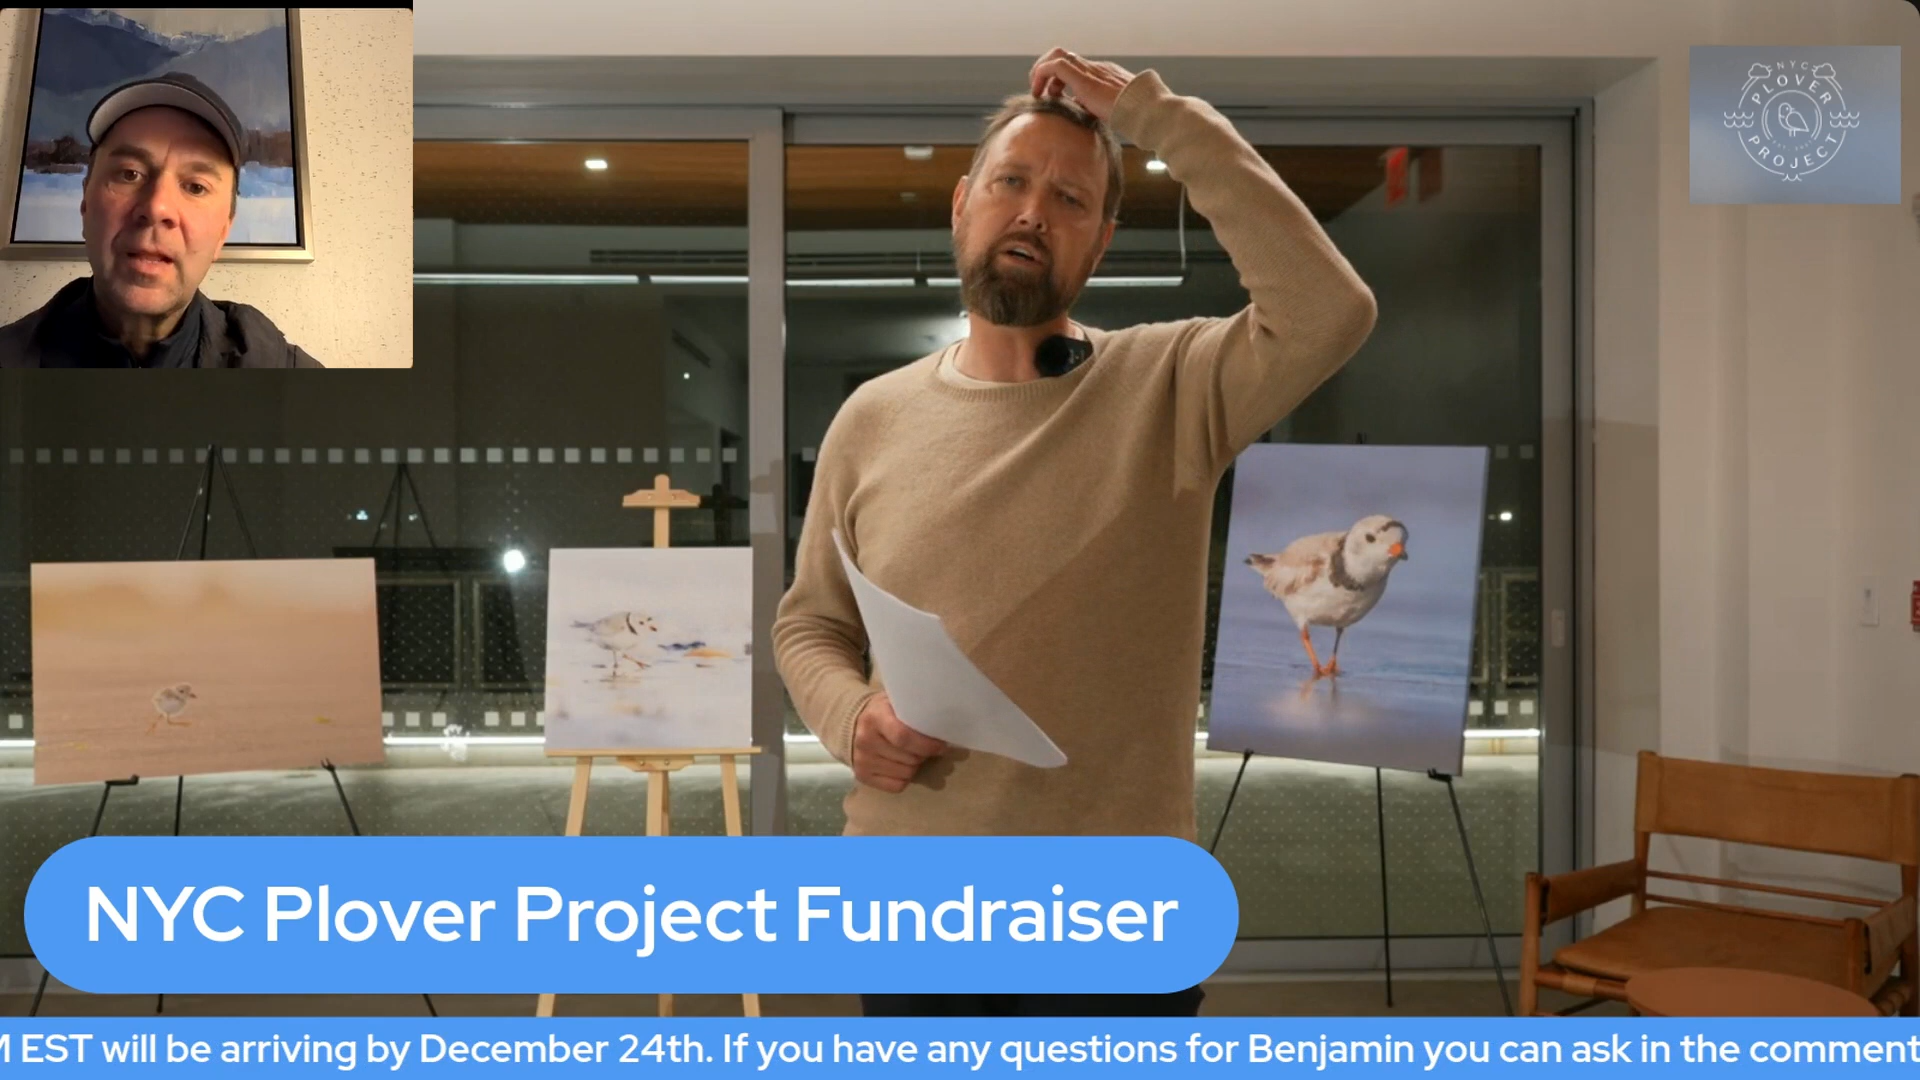 NYC
PLOVER
PROJECT
NYC Plover Project Fundraiser
M EST will be arriving by December 24th. If you have any questions for Benjamin you can ask in the comment